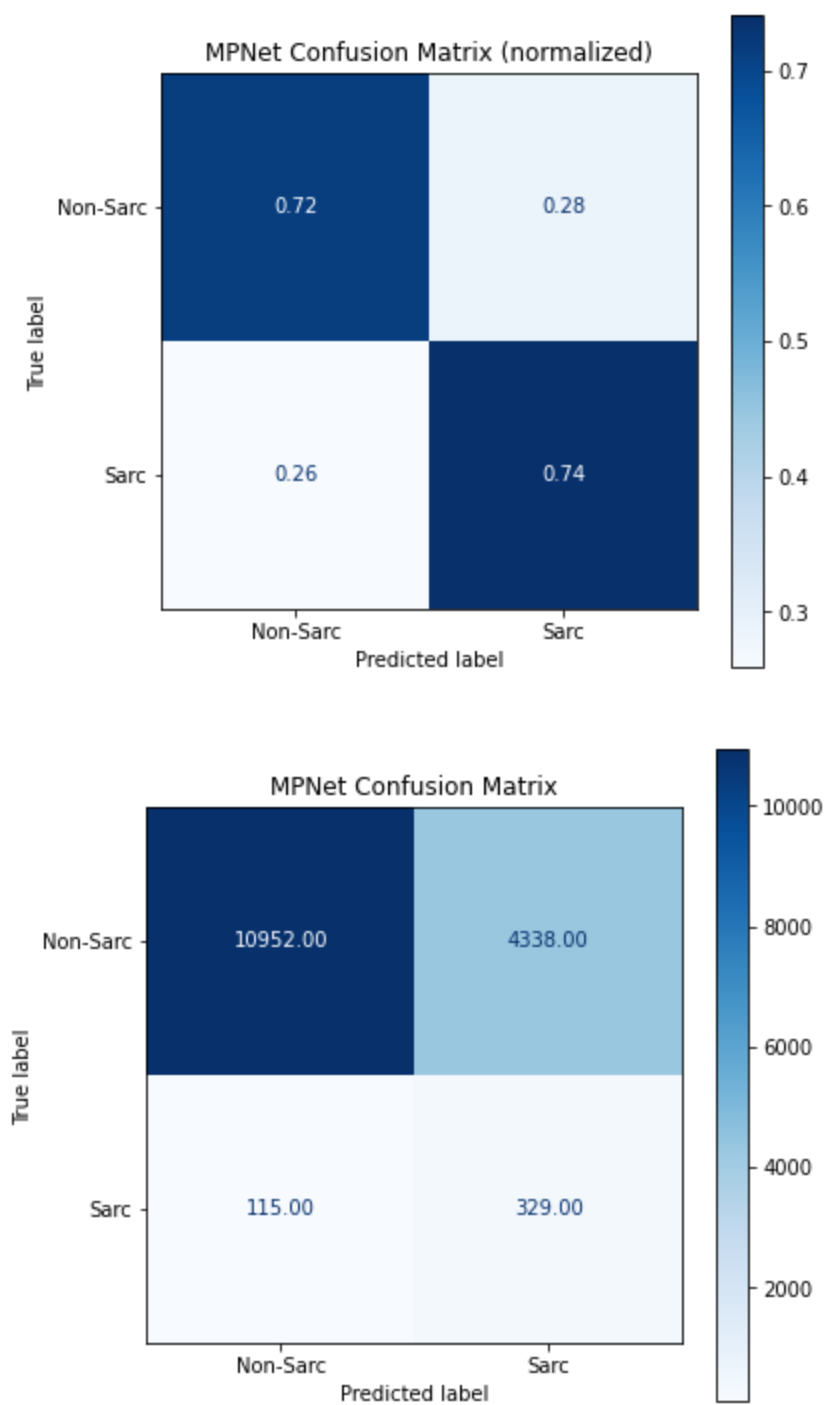 MPNet Confusion Matrix (normalized)
0.7
Non-Sarc
0.72
0.28
0.6
True label
0.5
Sarc
0.26
0.74
0.4
0.3
Non-Sarc
Sarc
Predicted label
MPNet Confusion Matrix
10000
Non-Sarc
10952.00
4338.00
8000
True label
6000
Sarc
115.00
329.00
4000
2000
Non-Sarc
Sarc
Predicted label